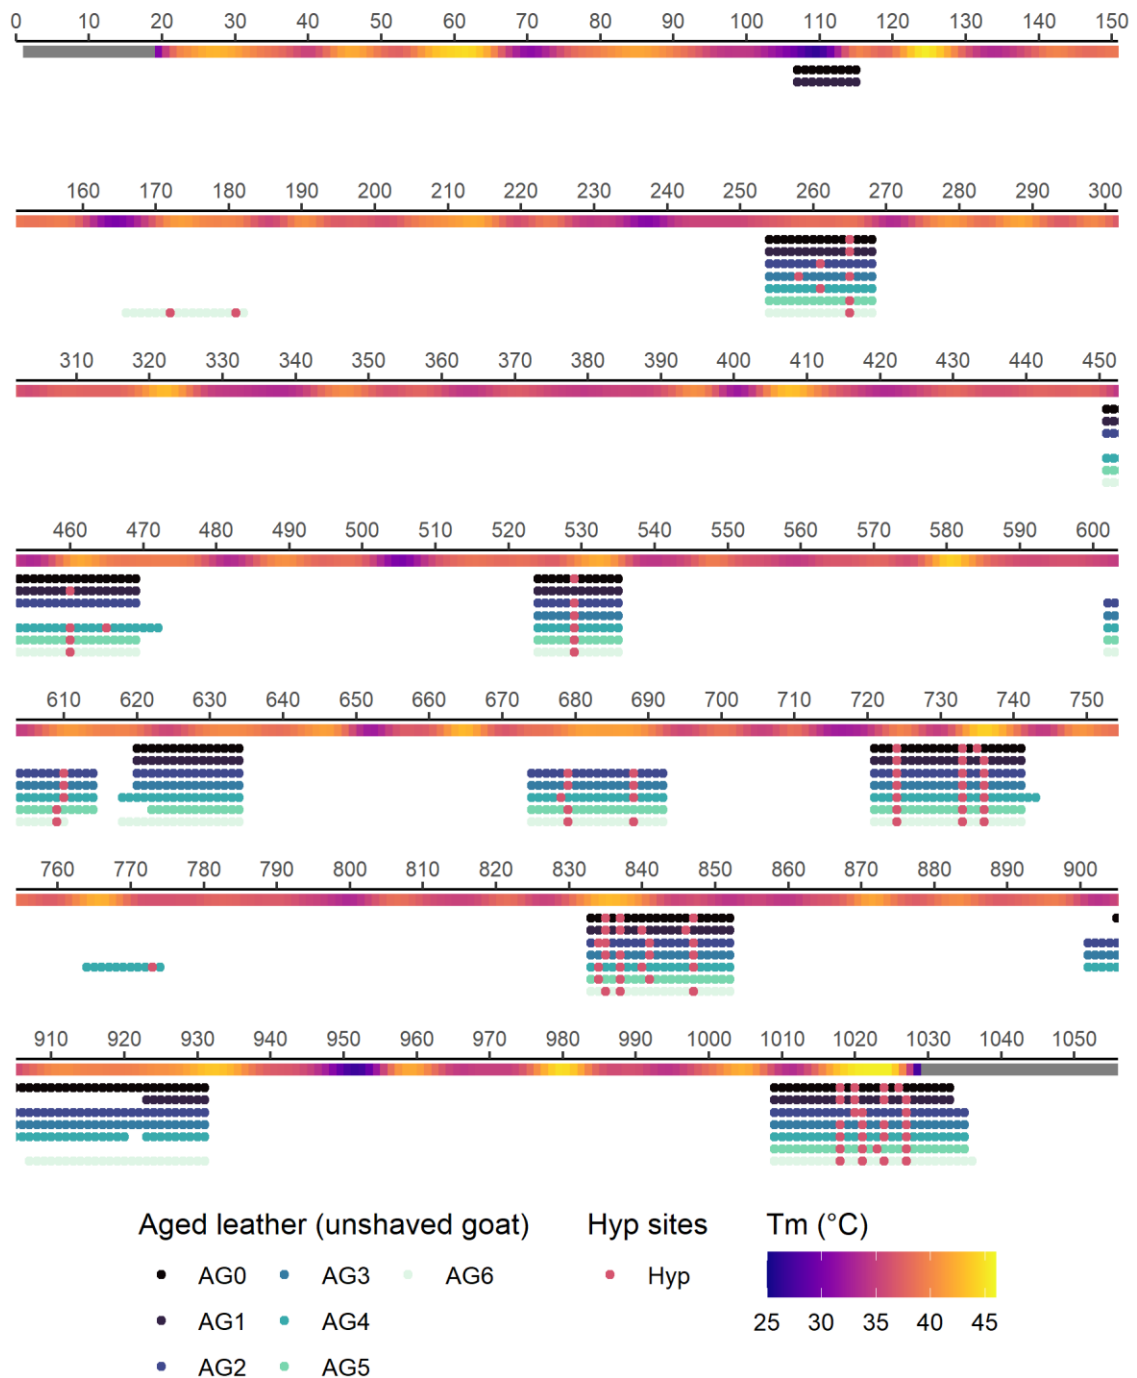 0 10 20 30 40 50 60 70 80 90 100 110 120 130 140 150
160 170 180 190 200 210 220 230 240 250 260 270 280 290 300
310 320 330 340 350 360 370 380 390 400 410 420 430 440 450
460 470 480 490 500 510 520 530 540 550 560 570 580 590 600
610 620 630 640 650 660 670 680 690 700 710 720 730 740 750
760 770 780 790 800 810 820 830 840 850 860 870 880 890 900
910 920 930 940 950 960 970 980 990 1000 1010 1020 1030 1040 1050
Aged leather (unshaved goat) Hyp sites Tm (°C)
AG0 AG3 AG6 Hyp
AG1 AG4 25 30 35 40 45
AG2 AG5